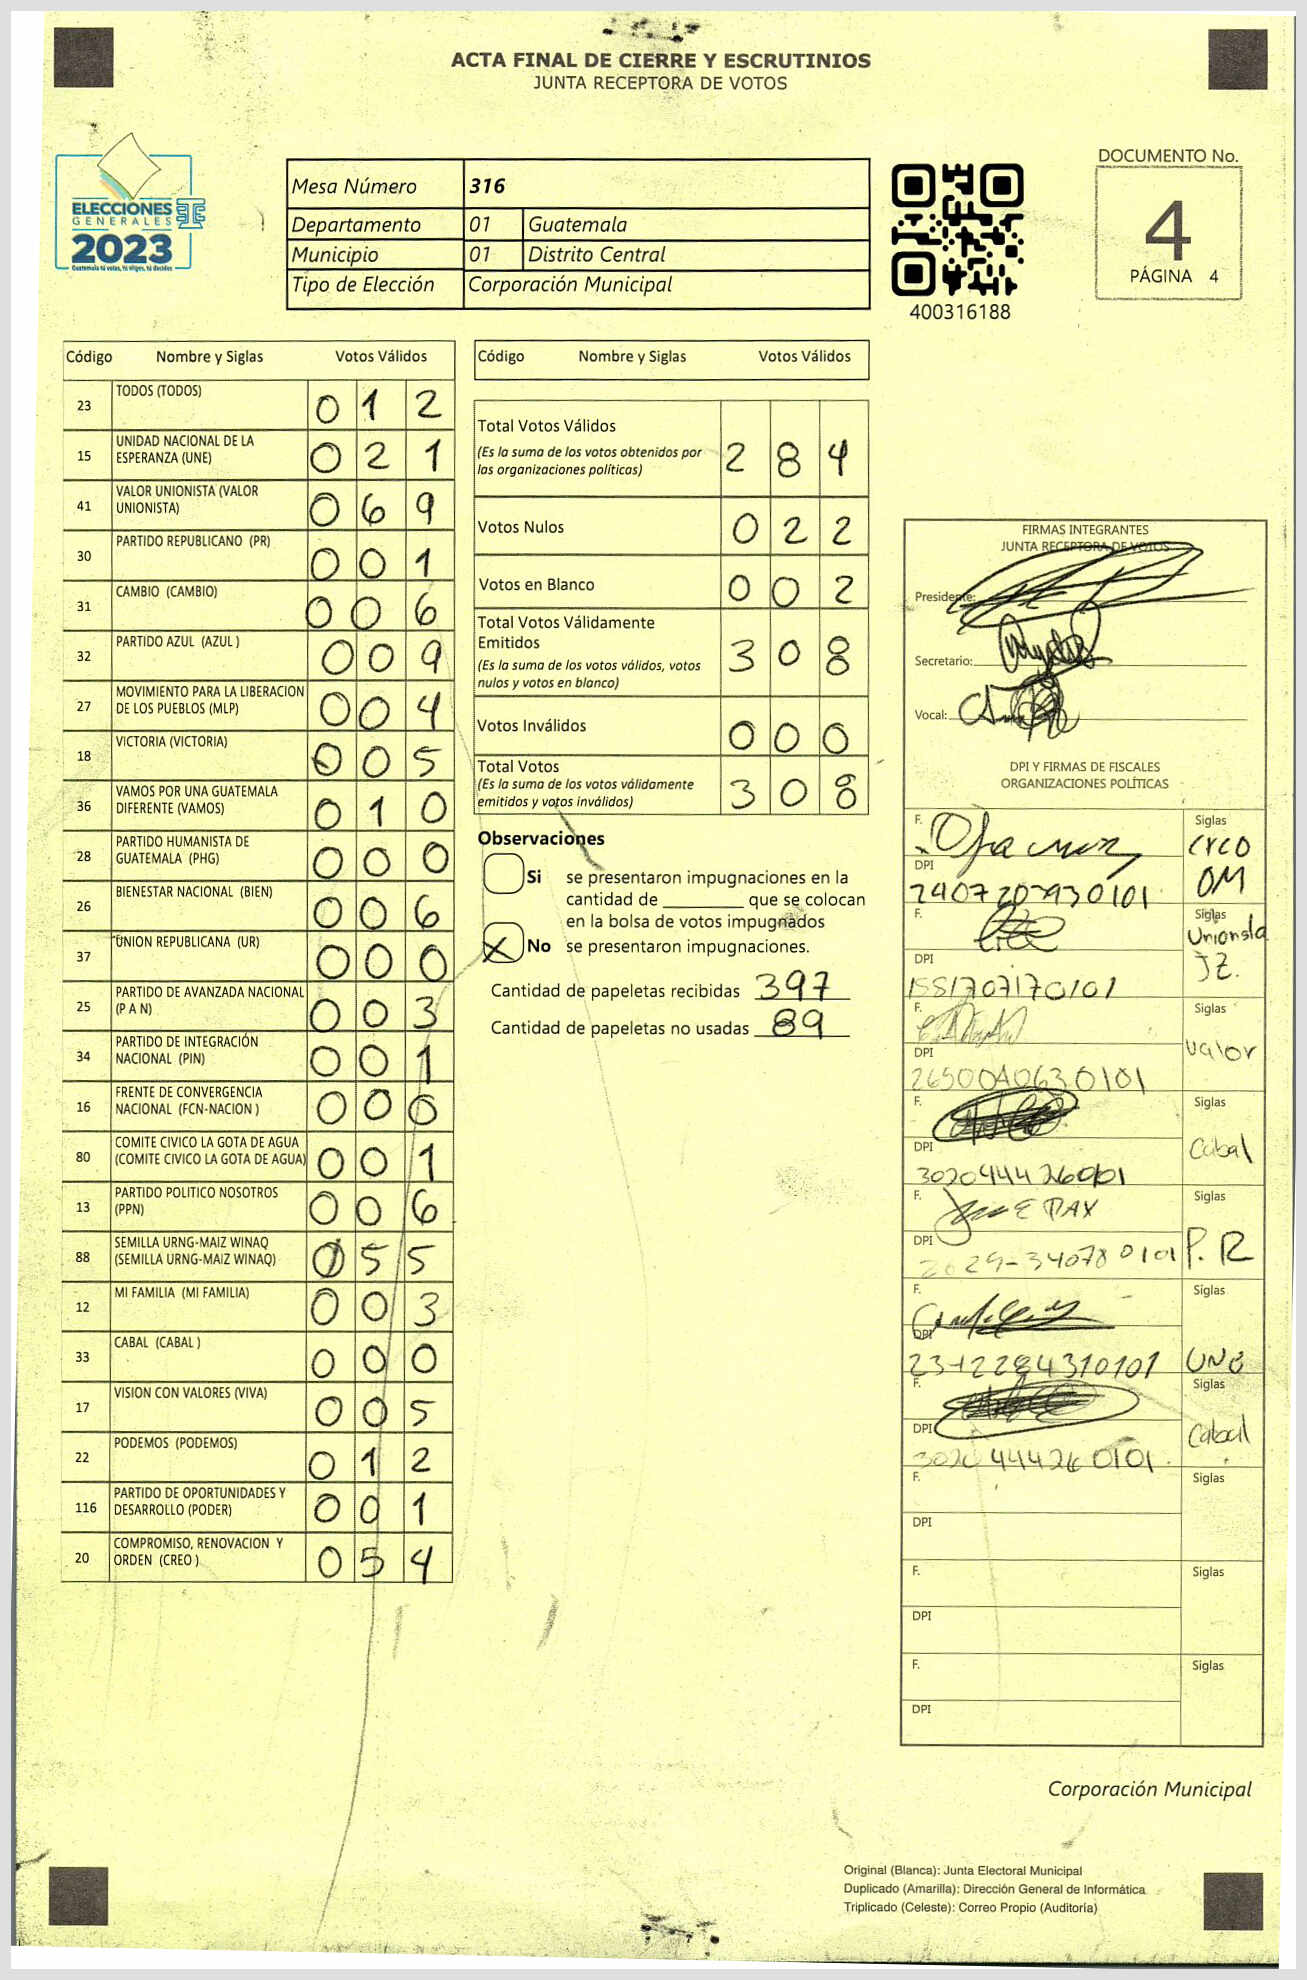 ACTA FINAL DE CIERRE Y ESCRUTINIOS
JUNTA RECEPTORA DE VOTOS
ELECCIONES
GENERALES
2023
Guatemala tú votas, tú eliges, tú decides
Mesa Número 316
Departamento 01 Guatemala
Municipio 01 Distrito Central
Tipo de Elección Corporación Municipal
400316188
DOCUMENTO No.
4
PÁGINA 4
Código Nombre y Siglas Votos Válidos
23 TODOS (TODOS) 0 1 2
15 UNIDAD NACIONAL DE LA
ESPERANZA (UNE) 0 2 1
41 VALOR UNIONISTA (VALOR
UNIONISTA) 0 6 9
30 PARTIDO REPUBLICANO (PR) 0 0 1
31 CAMBIO (CAMBIO) 0 0 6
32 PARTIDO AZUL (AZUL ) 0 0 9
27 MOVIMIENTO PARA LA LIBERACION
DE LOS PUEBLOS (MLP) 0 0 4
18 VICTORIA (VICTORIA) 0 0 5
36 VAMOS POR UNA GUATEMALA
DIFERENTE (VAMOS) 0 1 0
28 PARTIDO HUMANISTA DE
GUATEMALA (PHG) 0 0 0
26 BIENESTAR NACIONAL (BIEN) 0 0 6
37 UNION REPUBLICANA (UR) 0 0 0
25 PARTIDO DE AVANZADA NACIONAL
(P A N) 0 0 3
34 PARTIDO DE INTEGRACIÓN
NACIONAL (PIN) 0 0 1
16 FRENTE DE CONVERGENCIA
NACIONAL (FCN-NACION ) 0 0 0
80 COMITE CIVICO LA GOTA DE AGUA
(COMITE CIVICO LA GOTA DE AGUA) 0 0 1
13 PARTIDO POLITICO NOSOTROS
(PPN) 0 0 6
88 SEMILLA URNG-MAIZ WINAQ
(SEMILLA URNG-MAIZ WINAQ) 0 5 5
12 MI FAMILIA (MI FAMILIA) 0 0 3
33 CABAL (CABAL ) 0 0 0
17 VISION CON VALORES (VIVA) 0 0 5
22 PODEMOS (PODEMOS) 0 1 2
116 PARTIDO DE OPORTUNIDADES Y
DESARROLLO (PODER) 0 0 1
20 COMPROMISO, RENOVACION Y
ORDEN (CREO ) 0 5 4
Código Nombre y Siglas Votos Válidos
Total Votos Válidos
(Es la suma de los votos obtenidos por
las organizaciones políticas) 2 8 4
Votos Nulos 0 2 2
Votos en Blanco 0 0 2
Total Votos Válidamente
Emitidos
(Es la suma de los votos válidos, votos
nulos y votos en blanco) 3 0 8
Votos Inválidos 0 0 0
Total Votos
(Es la suma de los votos válidamente
emitidos y votos inválidos) 3 0 8
Observaciones
Si se presentaron impugnaciones en la
cantidad de ________ que se colocan
en la bolsa de votos impugnados
X No se presentaron impugnaciones.
Cantidad de papeletas recibidas 397
Cantidad de papeletas no usadas 89
FIRMAS INTEGRANTES
JUNTA RECEPTORA DE VOTOS
Presidente:
Secretario:
Vocal:
DPI Y FIRMAS DE FISCALES
ORGANIZACIONES POLÍTICAS
F. Siglas
DPI OM
F. Siglas
Unionsta
DPI JZ.
1551707170101
F. Siglas
DPI Valor
F. Siglas
DPI Cabal
F. Siglas
DPI P. R
F. Siglas
DPI UNE
F. Siglas
DPI Cabal
3020444260101
F. Siglas
DPI
F. Siglas
DPI
F. Siglas
DPI
Corporación Municipal
Original (Blanca): Junta Electoral Municipal
Duplicado (Amarilla): Dirección General de Informática
Triplicado (Celeste): Correo Propio (Auditoría)